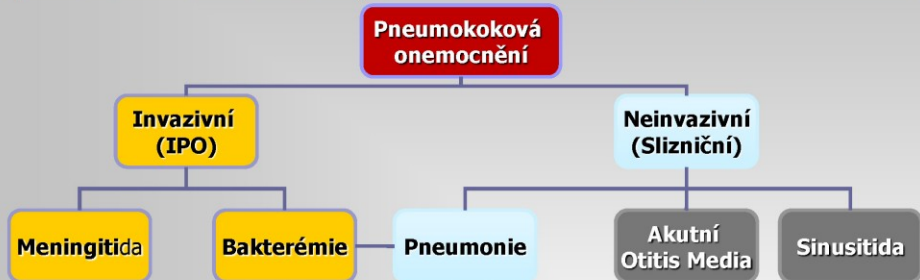 Pneumokoková
onemocnění
Invazivní
(IPO)
Neinvazivní
(Slizniční)
Meningitida
Bakterémie
Pneumonie
Akutní
Otitis Media
Sinusitida